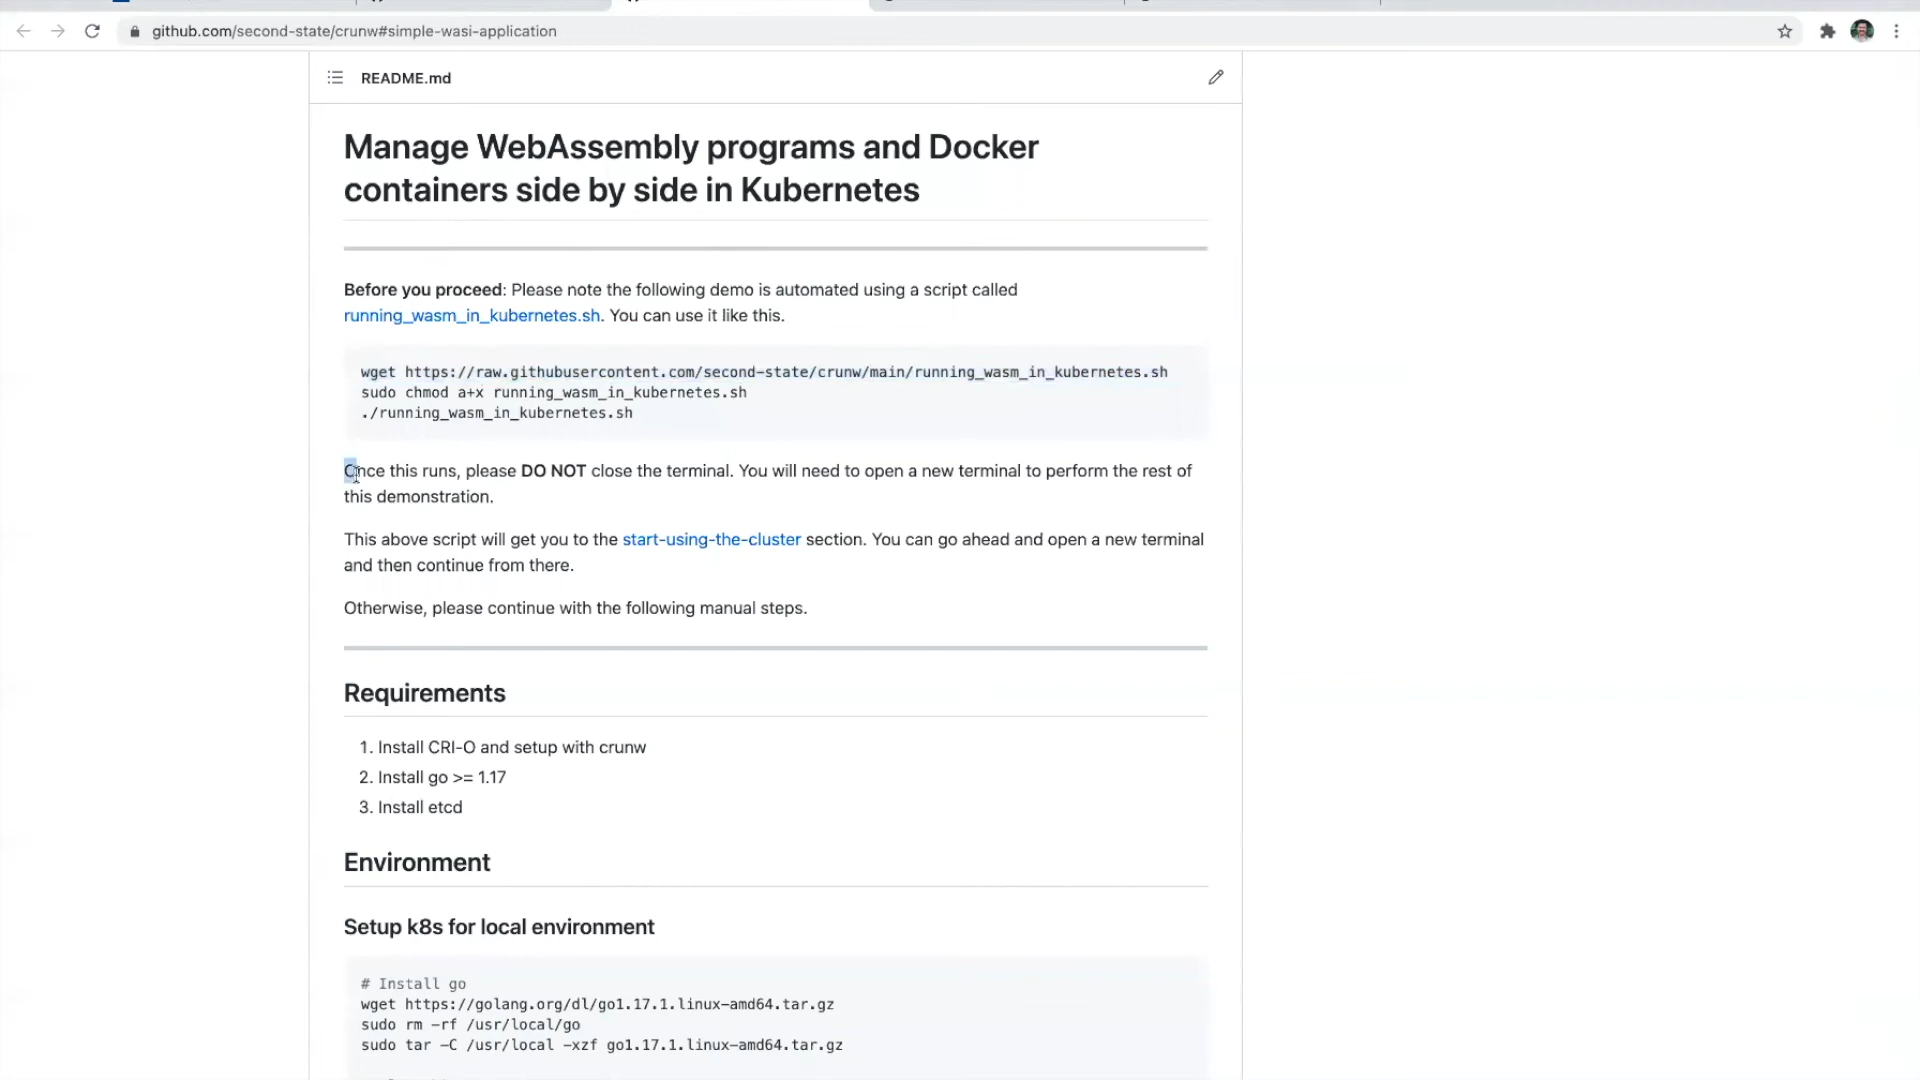 github.com/second-state/crunw#simple-wasi-application
README.md
Manage WebAssembly programs and Docker
containers side by side in Kubernetes
Before you proceed: Please note the following demo is automated using a script called
running_wasm_in_kubernetes.sh. You can use it like this.
wget https://raw.githubusercontent.com/second-state/crunw/main/running_wasm_in_kubernetes.sh
sudo chmod a+x running_wasm_in_kubernetes.sh
./running_wasm_in_kubernetes.sh
Once this runs, please DO NOT close the terminal. You will need to open a new terminal to perform the rest of
this demonstration.
This above script will get you to the start-using-the-cluster section. You can go ahead and open a new terminal
and then continue from there.
Otherwise, please continue with the following manual steps.
Requirements
1. Install CRI-O and setup with crunw
2. Install go >= 1.17
3. Install etcd
Environment
Setup k8s for local environment
# Install go
wget https://golang.org/dl/go1.17.1.linux-amd64.tar.gz
sudo rm -rf /usr/local/go
sudo tar -C /usr/local -xzf go1.17.1.linux-amd64.tar.gz